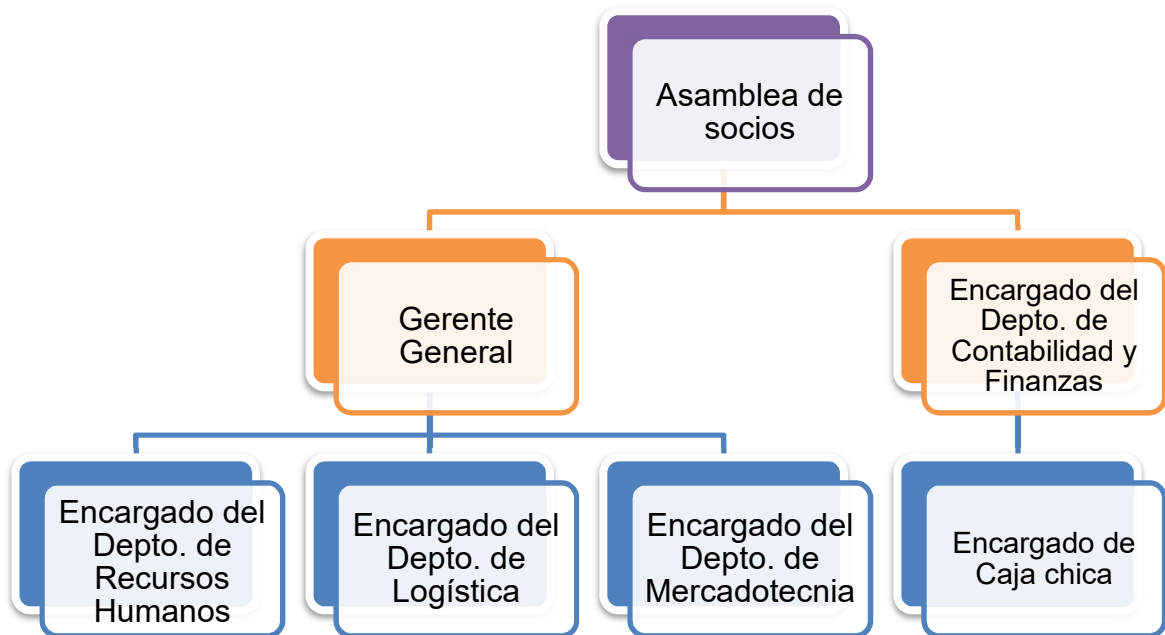 Asamblea de
socios
Gerente
General
Encargado del
Depto. de
Contabilidad y
Finanzas
Encargado del
Depto. de
Recursos
Humanos
Encargado del
Depto. de
Logística
Encargado del
Depto. de
Mercadotecnia
Encargado de
Caja chica